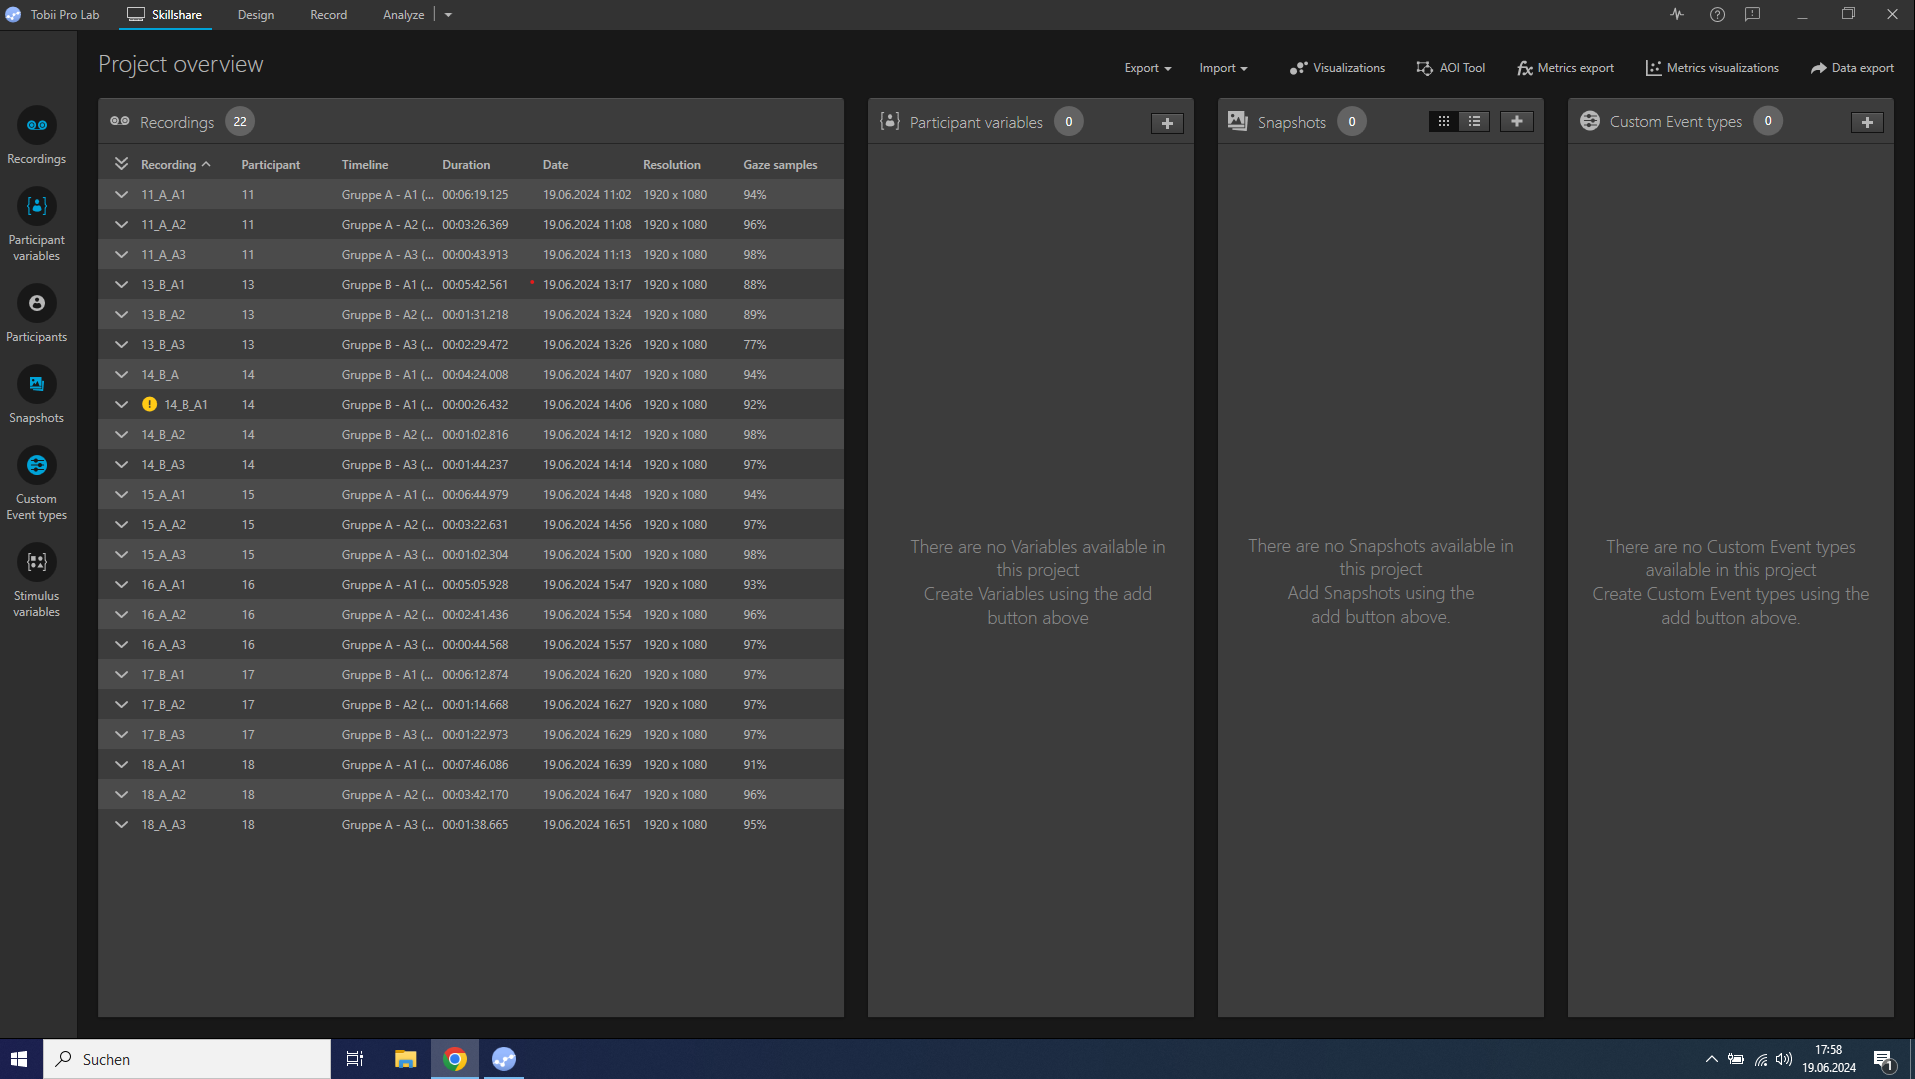 Tobii Pro Lab Skillshare Design Record Analyze
Project overview
Export Import Visualizations AOI Tool Metrics export Metrics visualizations Data export
Recordings
Participant
variables
Participants
Snapshots
Custom
Event types
Stimulus
variables
Recordings 22
Recording Participant Timeline Duration Date Resolution Gaze samples
11_A_A1 11 Gruppe A - A1 (... 00:06:19.125 19.06.2024 11:02 1920 x 1080 94%
11_A_A2 11 Gruppe A - A2 (... 00:03:26.369 19.06.2024 11:08 1920 x 1080 96%
11_A_A3 11 Gruppe A - A3 (... 00:00:43.913 19.06.2024 11:13 1920 x 1080 98%
13_B_A1 13 Gruppe B - A1 (... 00:05:42.561 19.06.2024 13:17 1920 x 1080 88%
13_B_A2 13 Gruppe B - A2 (... 00:01:31.218 19.06.2024 13:24 1920 x 1080 89%
13_B_A3 13 Gruppe B - A3 (... 00:02:29.472 19.06.2024 13:26 1920 x 1080 77%
14_B_A 14 Gruppe B - A1 (... 00:04:24.008 19.06.2024 14:07 1920 x 1080 94%
14_B_A1 14 Gruppe B - A1 (... 00:00:26.432 19.06.2024 14:06 1920 x 1080 92%
14_B_A2 14 Gruppe B - A2 (... 00:01:02.816 19.06.2024 14:12 1920 x 1080 98%
14_B_A3 14 Gruppe B - A3 (... 00:01:44.237 19.06.2024 14:14 1920 x 1080 97%
15_A_A1 15 Gruppe A - A1 (... 00:06:44.979 19.06.2024 14:48 1920 x 1080 94%
15_A_A2 15 Gruppe A - A2 (... 00:03:22.631 19.06.2024 14:56 1920 x 1080 97%
15_A_A3 15 Gruppe A - A3 (... 00:01:02.304 19.06.2024 15:00 1920 x 1080 98%
16_A_A1 16 Gruppe A - A1 (... 00:05:05.928 19.06.2024 15:47 1920 x 1080 93%
16_A_A2 16 Gruppe A - A2 (... 00:02:41.436 19.06.2024 15:54 1920 x 1080 96%
16_A_A3 16 Gruppe A - A3 (... 00:00:44.568 19.06.2024 15:57 1920 x 1080 97%
17_B_A1 17 Gruppe B - A1 (... 00:06:12.874 19.06.2024 16:20 1920 x 1080 97%
17_B_A2 17 Gruppe B - A2 (... 00:01:14.668 19.06.2024 16:27 1920 x 1080 97%
17_B_A3 17 Gruppe B - A3 (... 00:01:22.973 19.06.2024 16:29 1920 x 1080 97%
18_A_A1 18 Gruppe A - A1 (... 00:07:46.086 19.06.2024 16:39 1920 x 1080 91%
18_A_A2 18 Gruppe A - A2 (... 00:03:42.170 19.06.2024 16:47 1920 x 1080 96%
18_A_A3 18 Gruppe A - A3 (... 00:01:38.665 19.06.2024 16:51 1920 x 1080 95%
Participant variables 0
There are no Variables available in
this project
Create Variables using the add
button above
Snapshots 0
There are no Snapshots available in
this project
Add Snapshots using the
add button above.
Custom Event types 0
There are no Custom Event types
available in this project
Create Custom Event types using the
add button above.
Suchen
17:58
19.06.2024
1